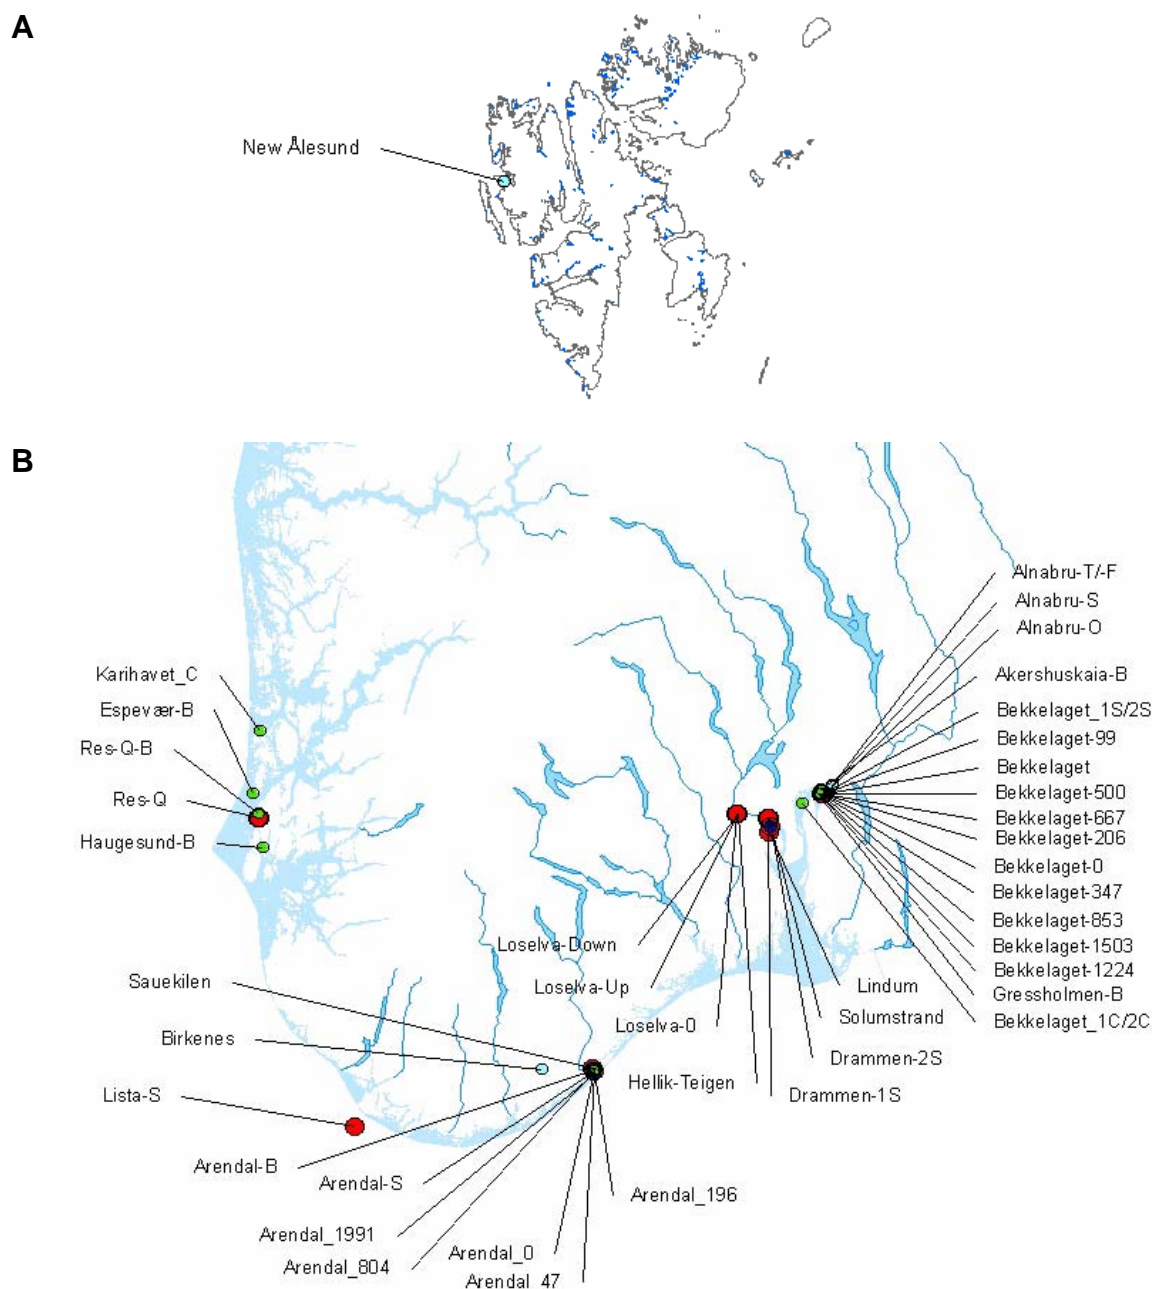 A
New Ålesund
B
Alnabru-T/-F
Alnabru-S
Alnabru-O
Karihavet_C
Akershuskaia-B
Espevær-B
Bekkelaget_1S/2S
Res-Q-B
Bekkelaget-99
Bekkelaget
Res-Q
Bekkelaget-500
Bekkelaget-667
Haugesund-B
Bekkelaget-206
Bekkelaget-0
Bekkelaget-347
Bekkelaget-853
Loselva-Down
Bekkelaget-1503
Bekkelaget-1224
Sauekilen
Loselva-Up
Lindum
Gressholmen-B
Solumstrand
Bekkelaget_1C/2C
Birkenes
Loselva-0
Drammen-2S
Hellik-Teigen
Lista-S
Drammen-1S
Arendal-B
Arendal-S
Arendal_196
Arendal_1991
Arendal_0
Arendal_804
Arendal_47